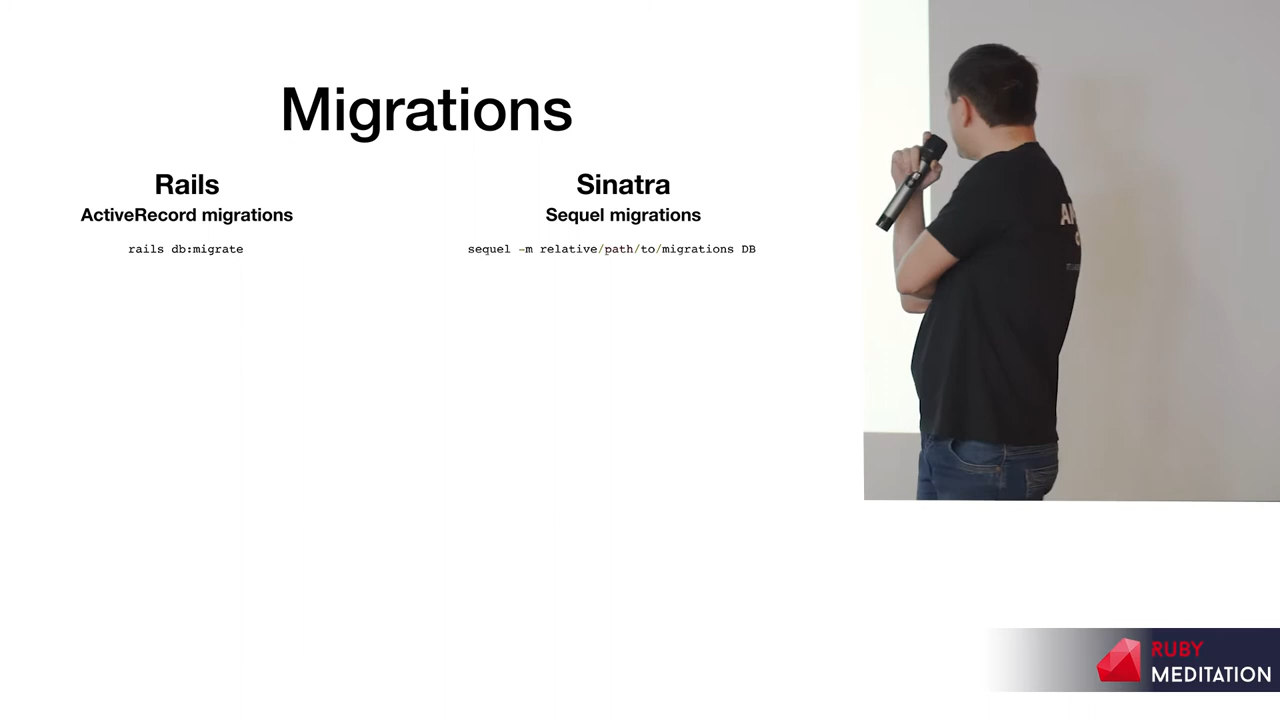 Migrations
Rails
Sinatra
ActiveRecord migrations
Sequel migrations
rails db:migrate
sequel -m relative/path/to/migrations DB
RUBY
MEDITATION